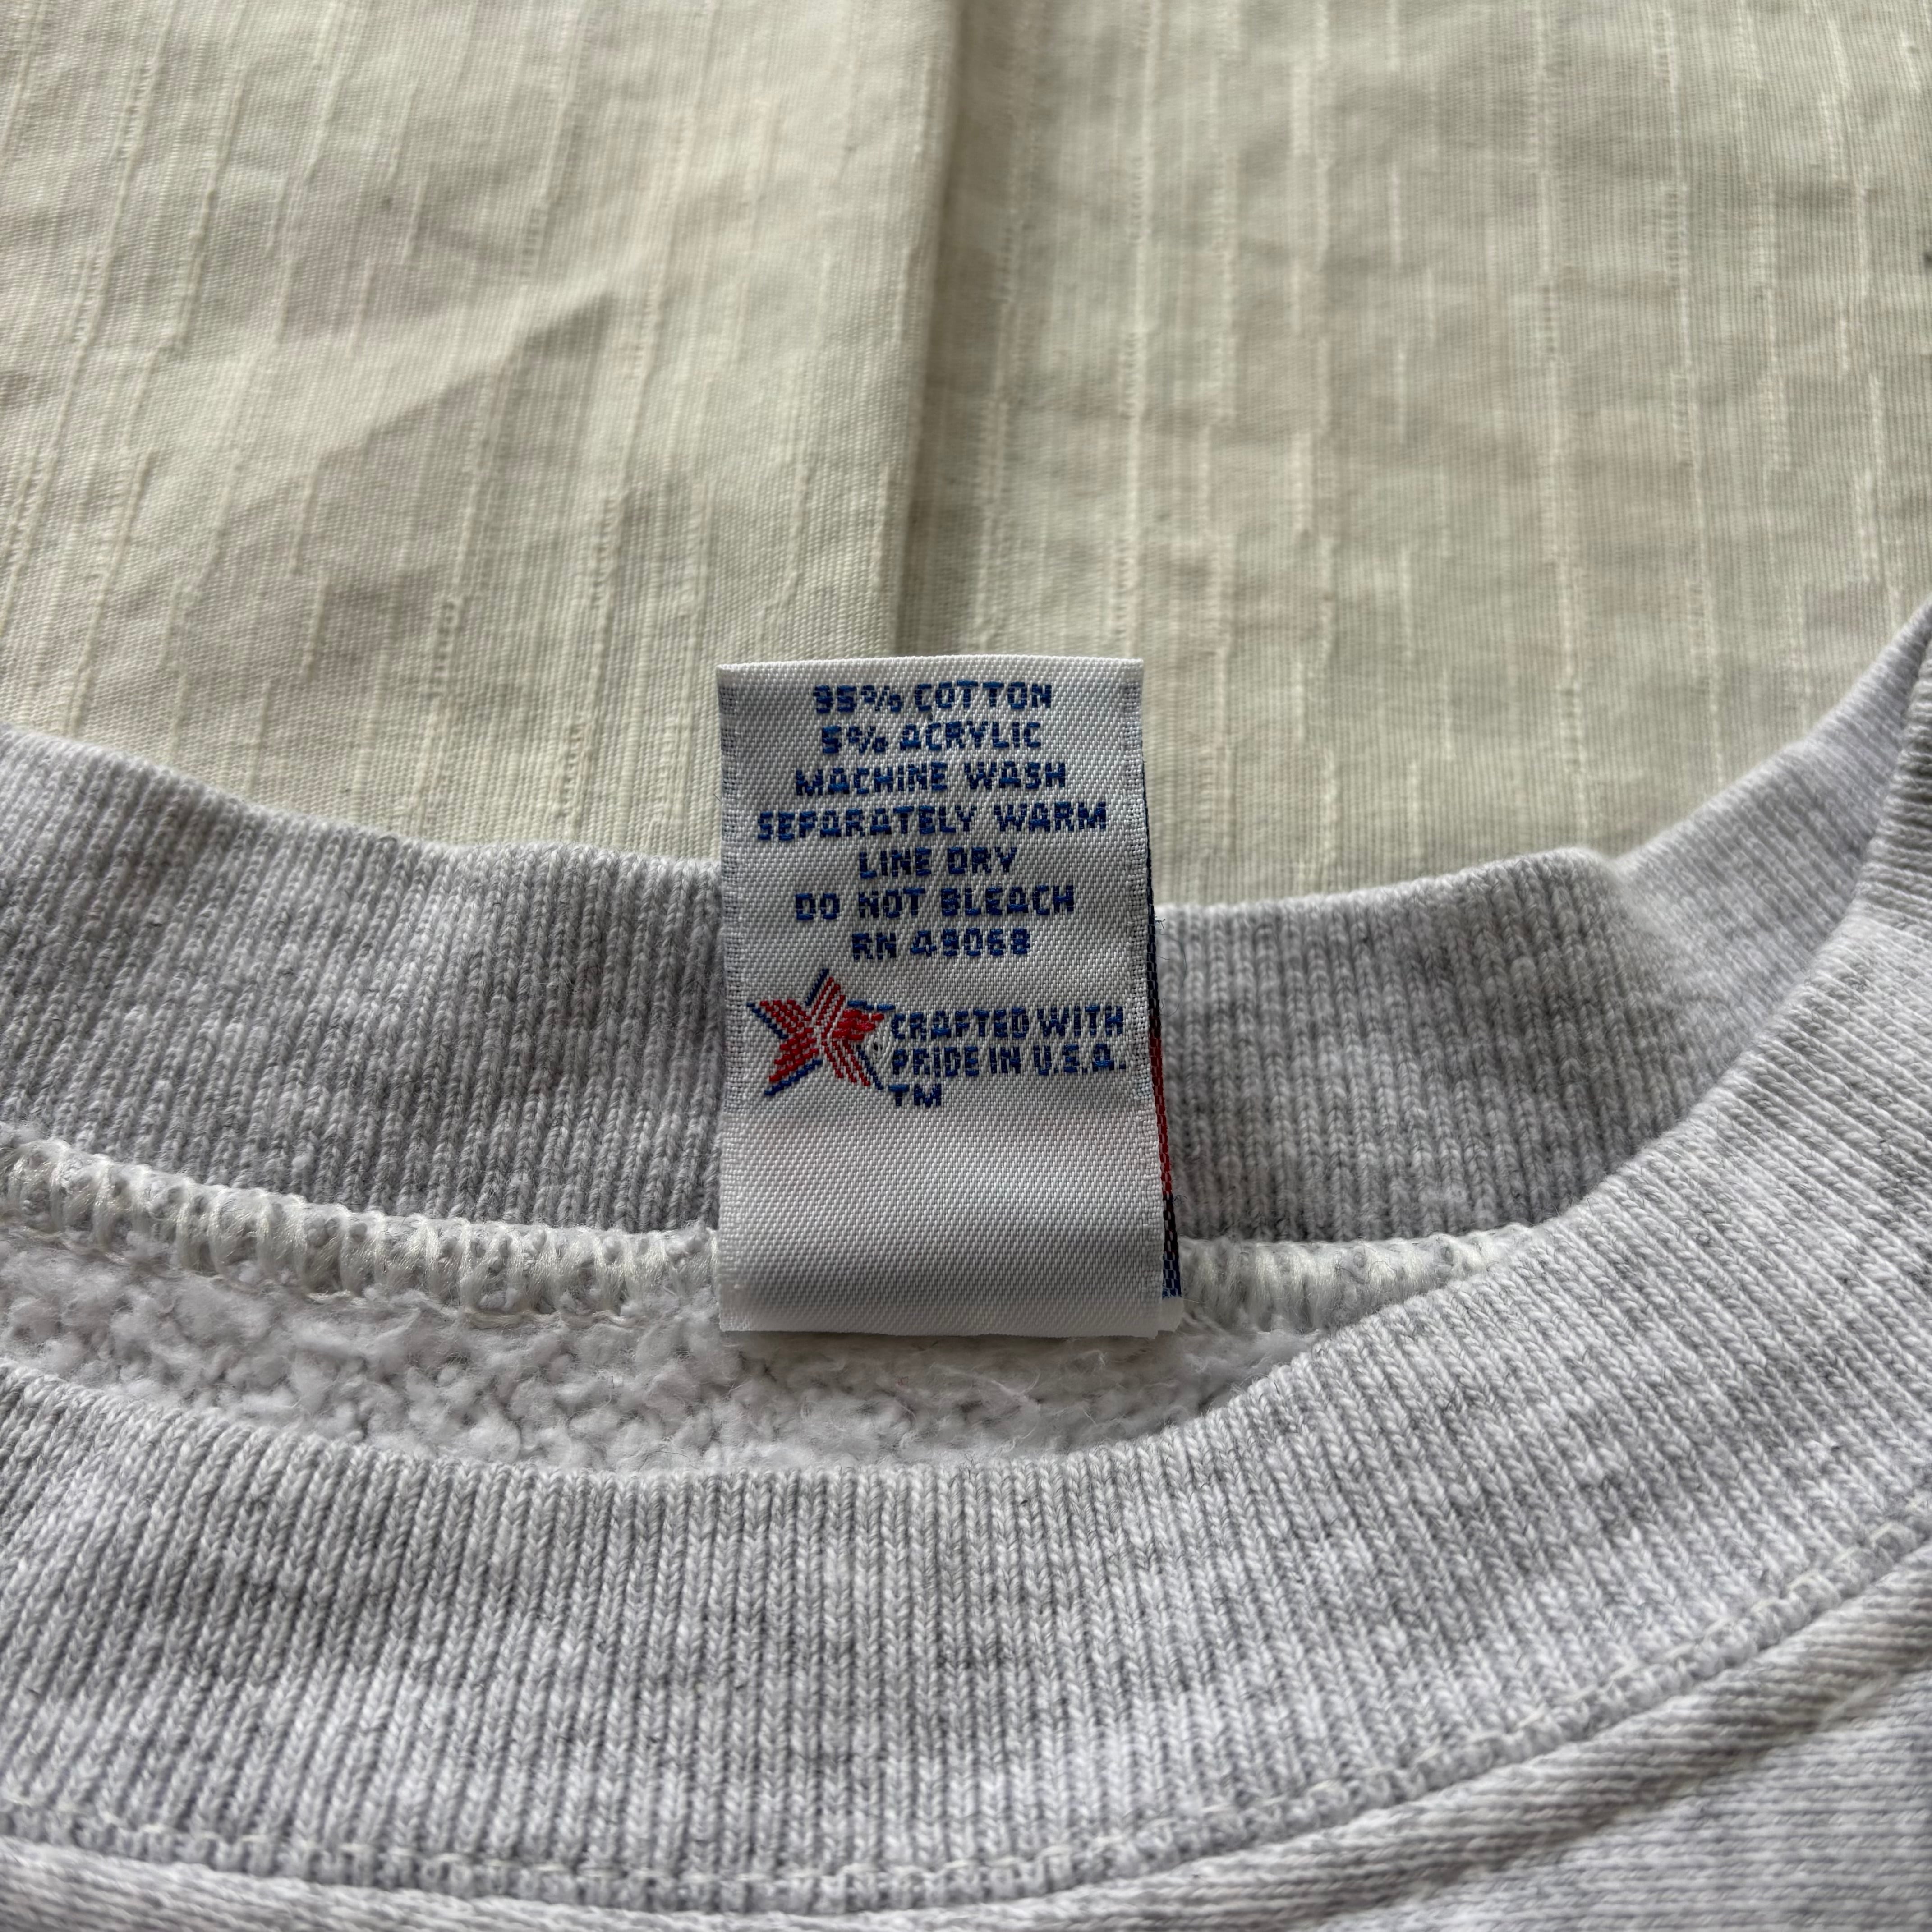 95% COTTON
5% ACRYLIC
MACHINE WASH
SEPARATELY WARM
LINE DRY
DO NOT BLEACH
RN 49068
CRAFTED WITH
PRIDE IN U.S.A.
TM